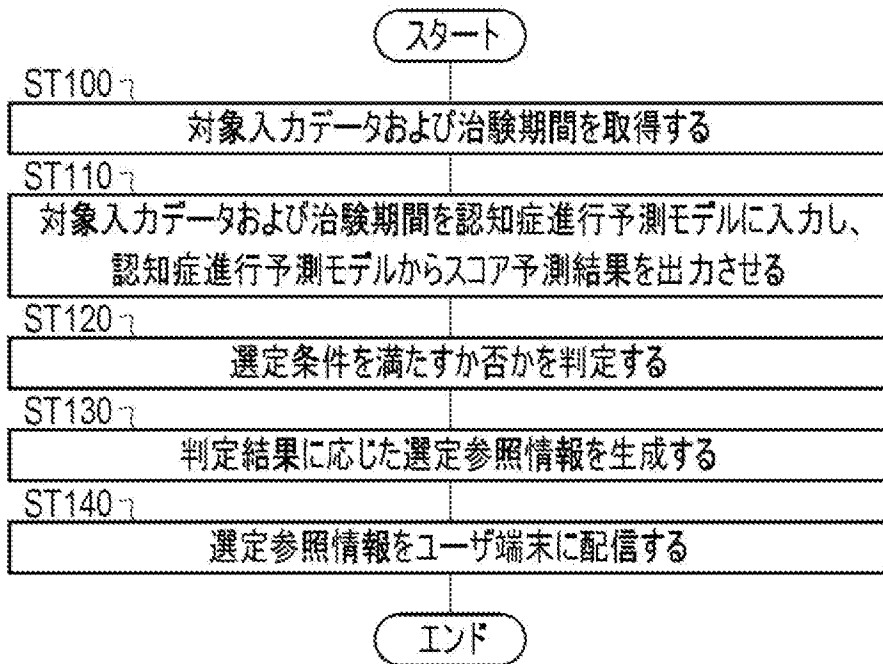 スタート
ST100
対象入力データおよび治験期間を取得する
ST110
対象入力データおよび治験期間を認知症進行予測モデルに入力し、
認知症進行予測モデルからスコア予測結果を出力させる
ST120
選定条件を満たすか否かを判定する
ST130
判定結果に応じた選定参照情報を生成する
ST140
選定参照情報をユーザ端末に配信する
エンド